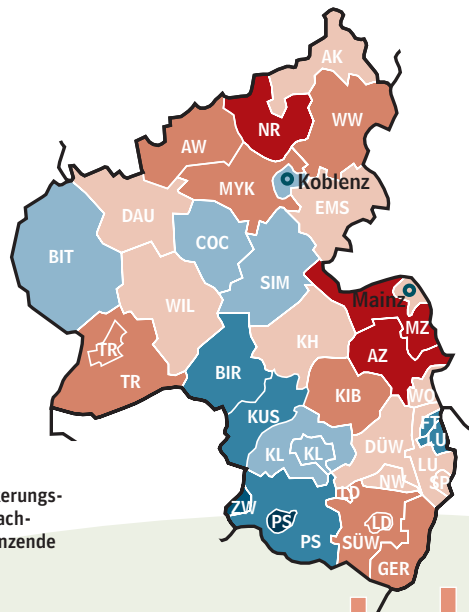 AK
NR
WW
AW
MYK
Koblenz
EMS
DAU
COC
BIT
SIM
WIL
Mainz
MZ
KH
AZ
TR
TR
BIR
KIB
WO
KUS
FT
LU
KL
KL
DÜW
LU
NW
SP
LD
ZW
PS
PS
LD
SÜW
GER
kerungs-
ach-
nzende